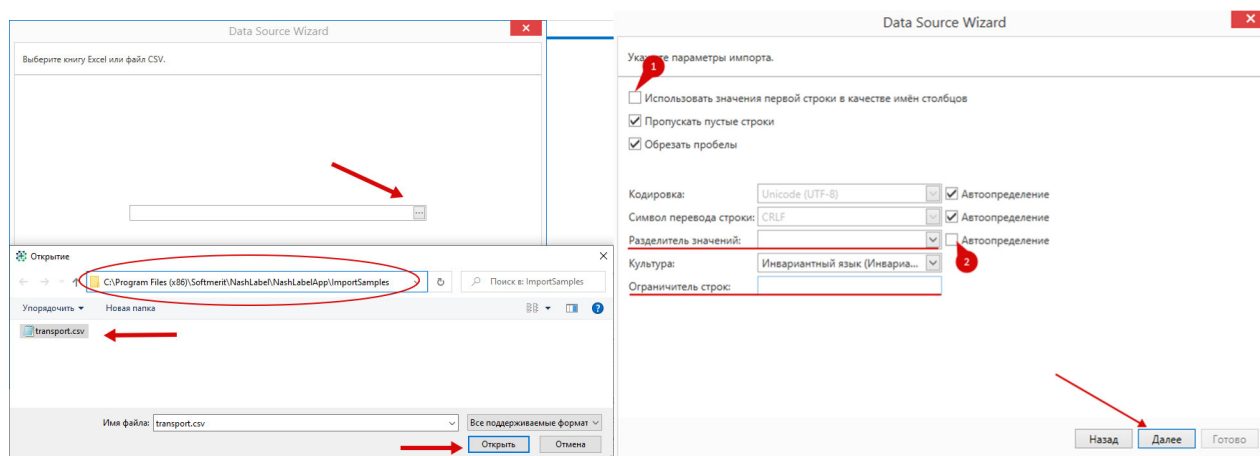 Data Source Wizard
Выберите книгу Excel или файл CSV.
...
Открытие
C:\Program Files (x86)\Softmerit\NashLabel\NashLabelApp\ImportSamples
Поиск в: ImportSamples
Упорядочить
Новая папка
transport.csv
Имя файла: transport.csv
Все поддерживаемые формат
Открыть
Отмена
Data Source Wizard
параметры импорта.
1
Использовать значения первой строки в качестве имён столбцов
Пропускать пустые строки
Обрезать пробелы
Кодировка: Unicode (UTF-8) Автоопределение
Символ перевода строки: CRLF Автоопределение
Разделитель значений: Автоопределение
Культура: Инвариантный язык (Инвариа...
2
Ограничитель строк:
Назад
Далее
Готово